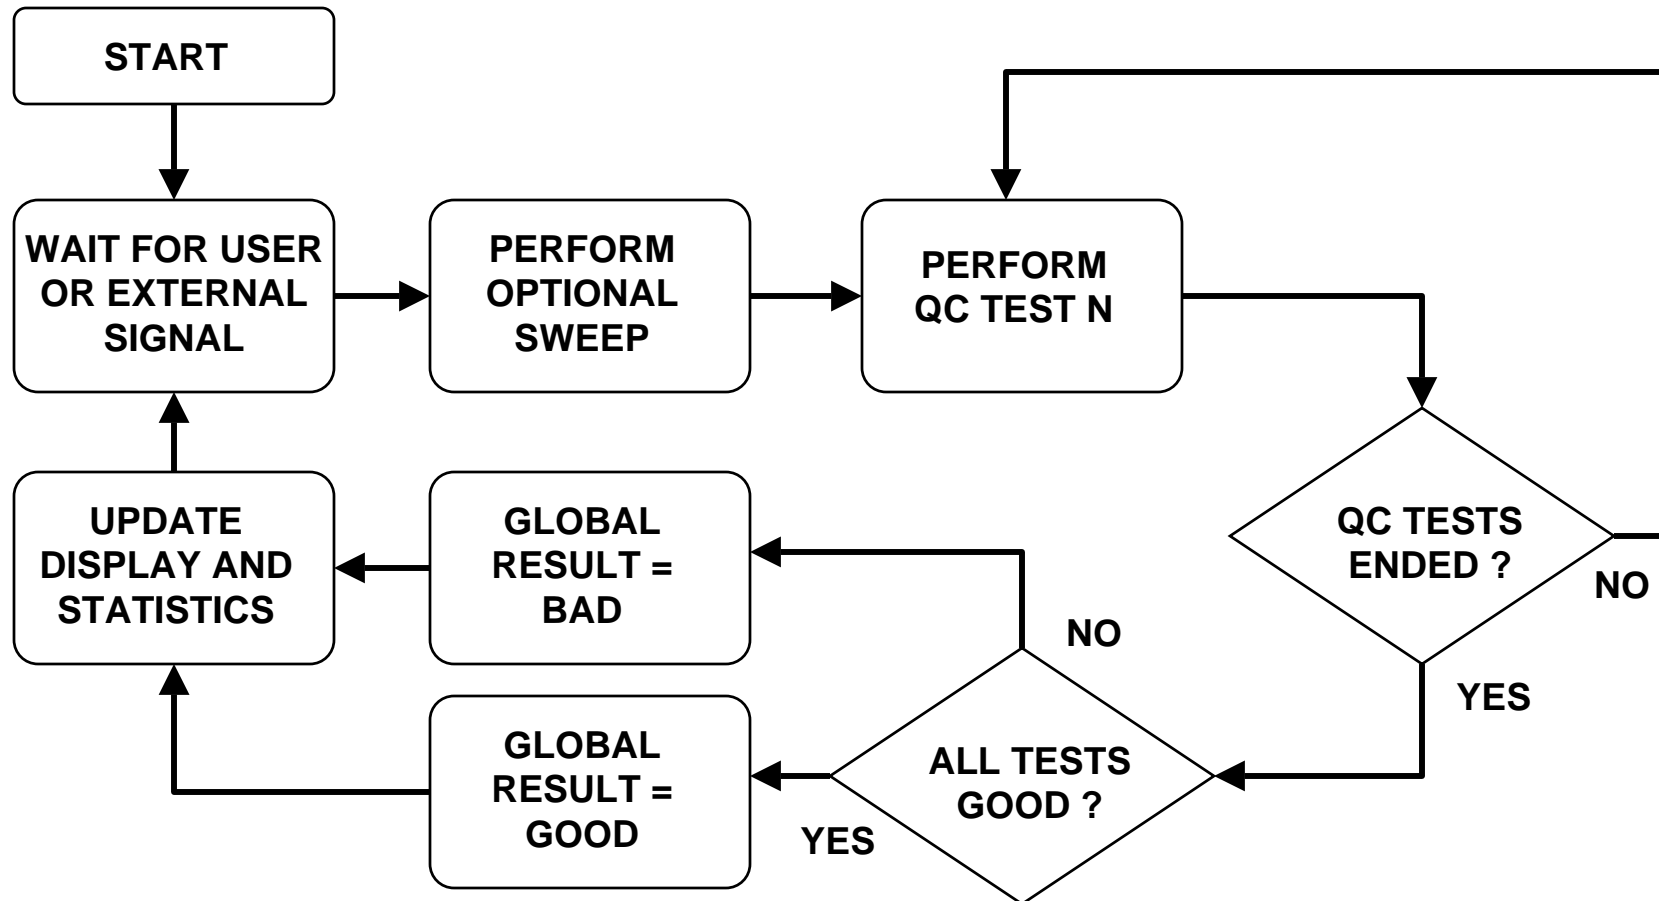 START
WAIT FOR USER
OR EXTERNAL
SIGNAL
PERFORM
OPTIONAL
SWEEP
PERFORM
QC TEST N
QC TESTS
ENDED ?
NO
YES
ALL TESTS
GOOD ?
NO
YES
GLOBAL
RESULT =
BAD
GLOBAL
RESULT =
GOOD
UPDATE
DISPLAY AND
STATISTICS